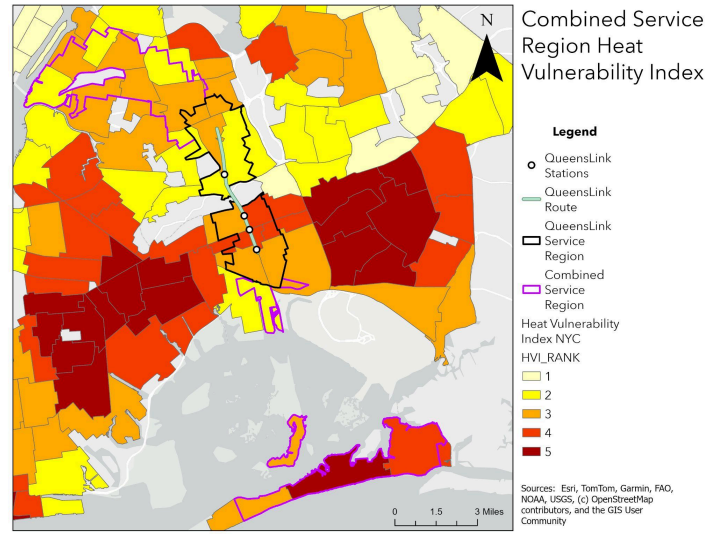 Combined Service
Region Heat
Vulnerability Index
N
Legend
QueensLink
Stations
QueensLink
Route
QueensLink
Service
Region
Combined
Service
Region
Heat Vulnerability
Index NYC
HVI_RANK
1
2
3
4
5
Sources: Esri, TomTom, Garmin, FAO,
NOAA, USGS, (c) OpenStreetMap
contributors, and the GIS User
Community
0 1.5 3 Miles